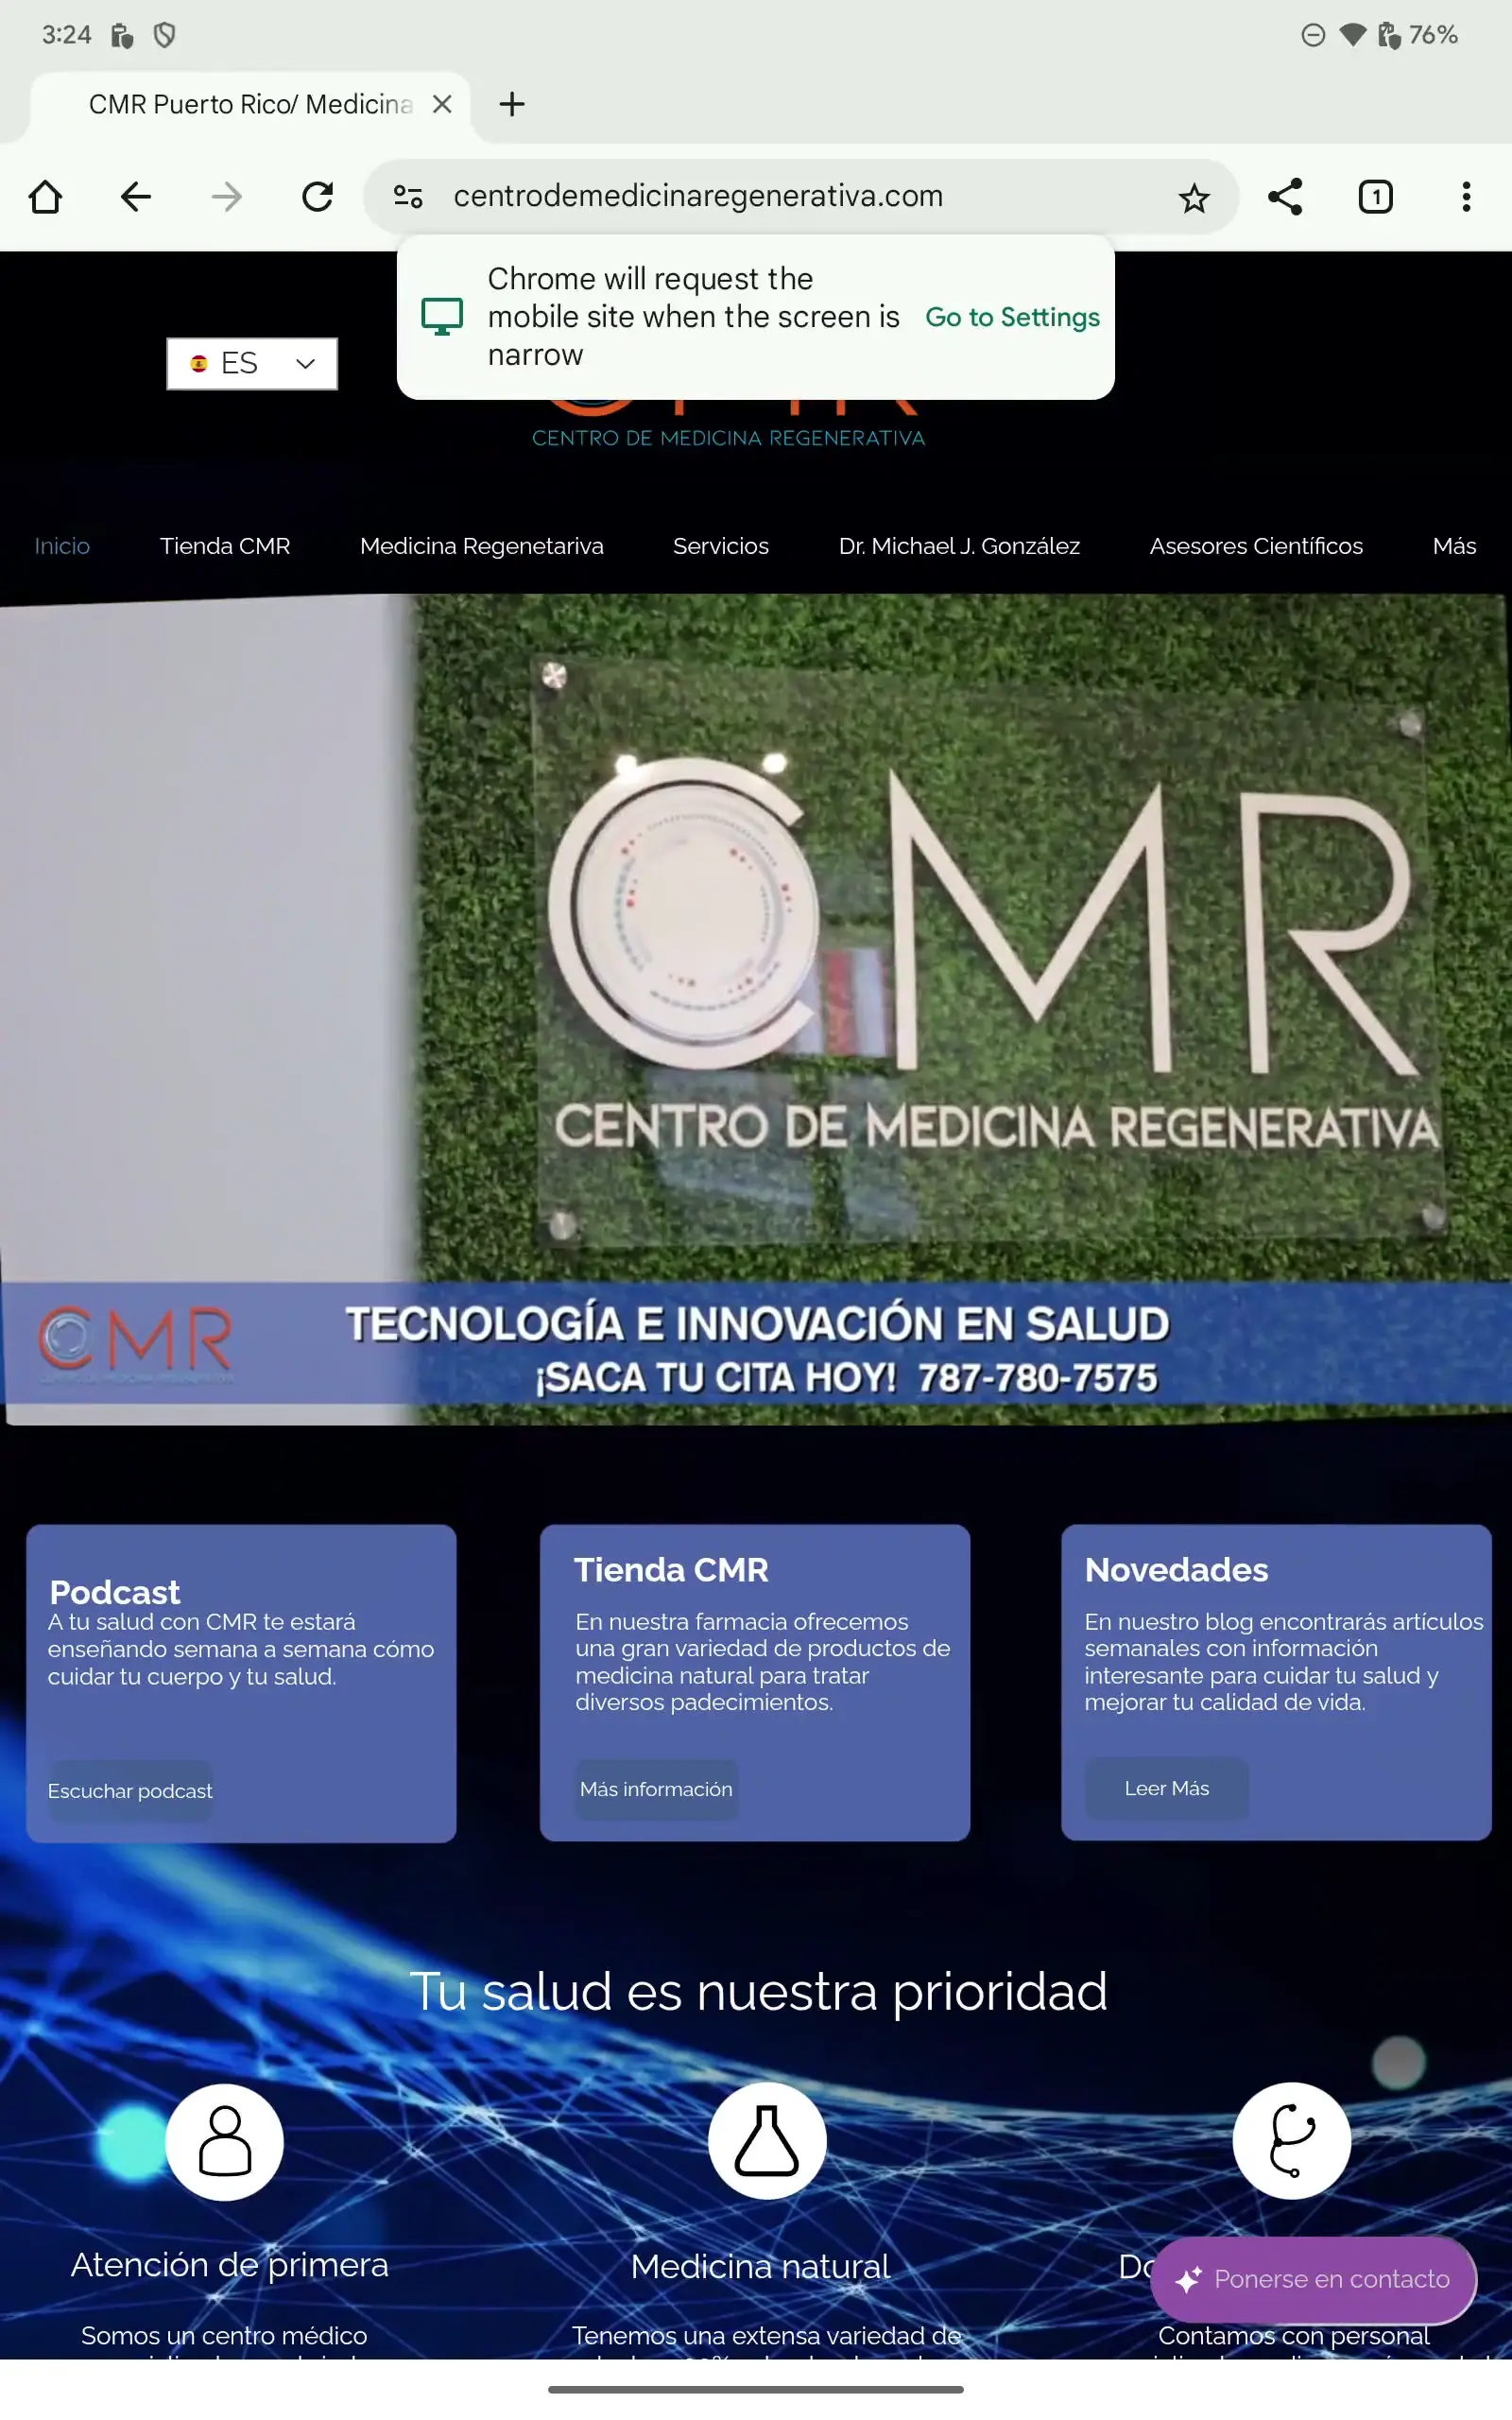 3:24
76%
CMR Puerto Rico/ Medicina
centrodemedicinaregenerativa.com
1
Chrome will request the
mobile site when the screen is
narrow
Go to Settings
ES
CENTRO DE MEDICINA REGENERATIVA
Inicio Tienda CMR Medicina Regenetariva Servicios Dr. Michael J. González Asesores Científicos Más
CMR
CENTRO DE MEDICINA REGENERATIVA
CMR
TECNOLOGÍA E INNOVACIÓN EN SALUD
¡SACA TU CITA HOY! 787-780-7575
Podcast
A tu salud con CMR te estará
enseñando semana a semana cómo
cuidar tu cuerpo y tu salud.
Escuchar podcast
Tienda CMR
En nuestra farmacia ofrecemos
una gran variedad de productos de
medicina natural para tratar
diversos padecimientos.
Más información
Novedades
En nuestro blog encontrarás artículos
semanales con información
interesante para cuidar tu salud y
mejorar tu calidad de vida.
Leer Más
Tu salud es nuestra prioridad
Atención de primera
Somos un centro médico
Medicina natural
Tenemos una extensa variedad de
Ponerse en contacto
Contamos con personal